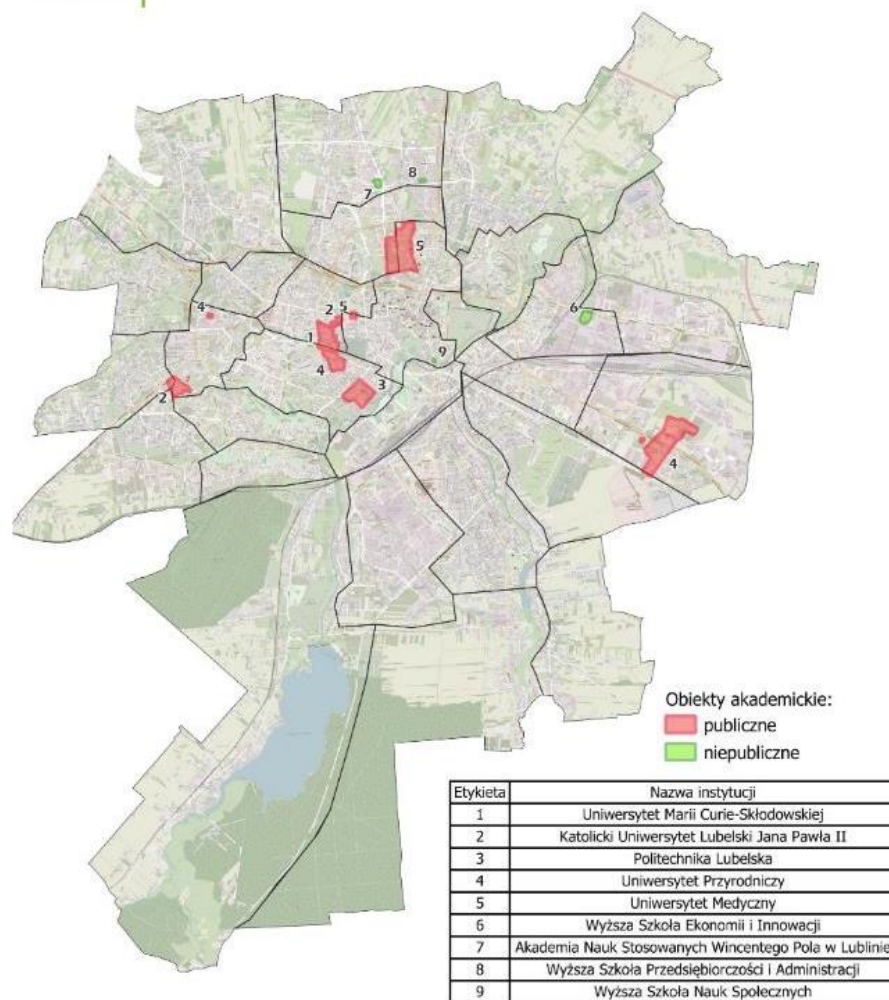 7
8
5
4
2
5
1
6
9
4
3
2
4
Obiekty akademickie:
publiczne
niepubliczne
Etykieta Nazwa instytucji
1 Uniwersytet Marii Curie-Skłodowskiej
2 Katolicki Uniwersytet Lubelski Jana Pawła II
3 Politechnika Lubelska
4 Uniwersytet Przyrodniczy
5 Uniwersytet Medyczny
6 Wyższa Szkoła Ekonomii i Innowacji
7 Akademia Nauk Stosowanych Wincentego Pola w Lublinie
8 Wyższa Szkoła Przedsiębiorczości i Administracji
9 Wyższa Szkoła Nauk Społecznych